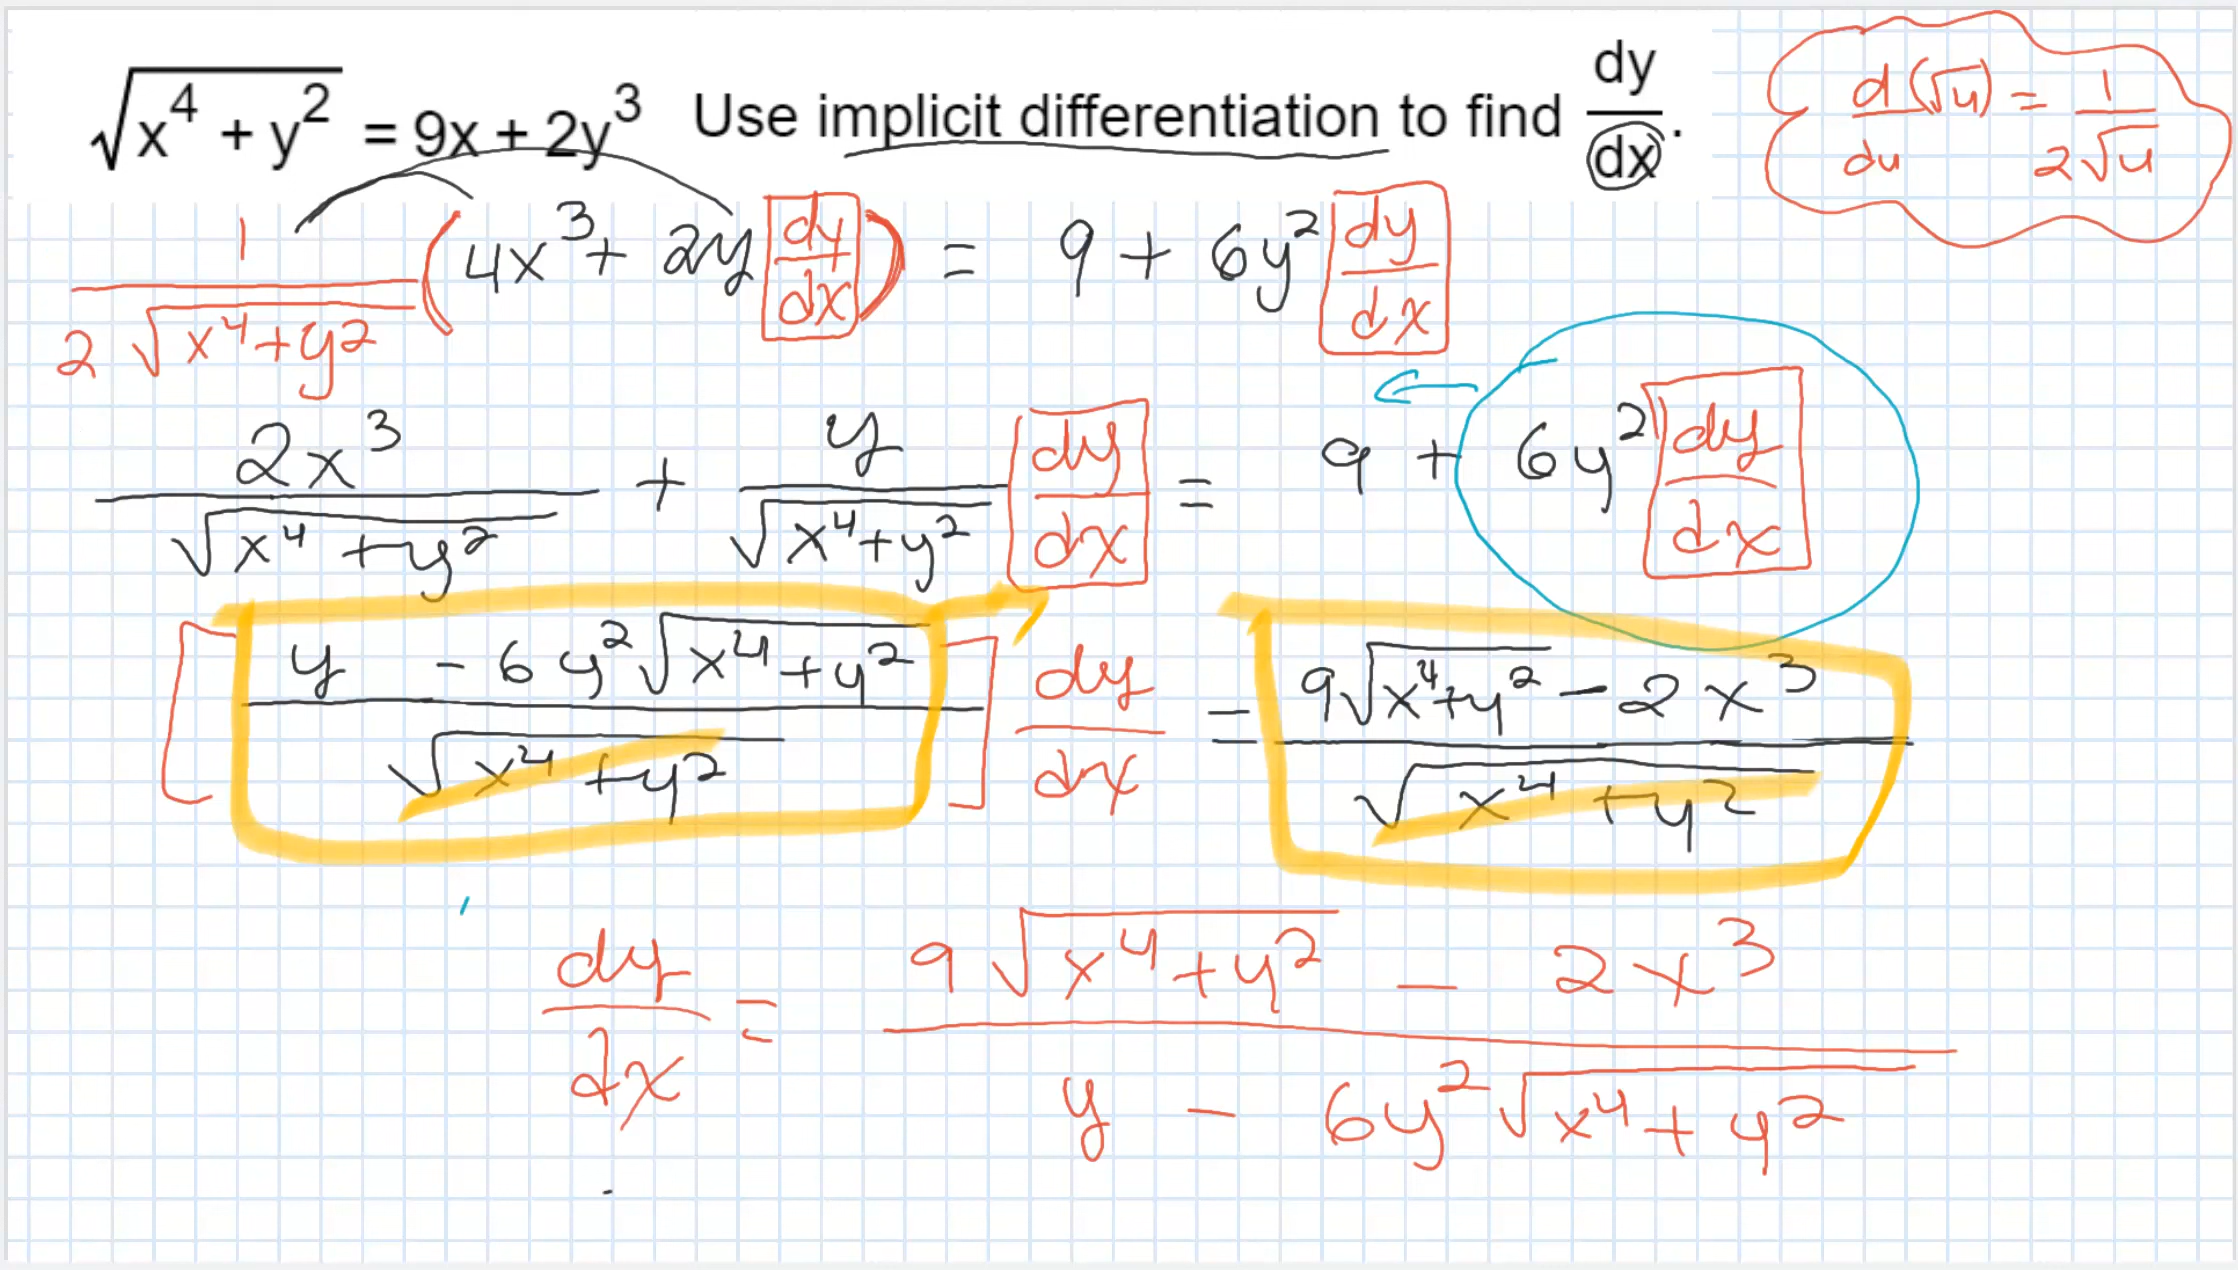 √(x⁴ + y²) = 9x + 2y³ Use implicit differentiation to find dy/dx.
d/du (√u) = 1/(2√u)
1/(2√(x⁴+y²)) (4x³ + 2y dy/dx) = 9 + 6y² dy/dx
2x³/√(x⁴+y²) + y/√(x⁴+y²) dy/dx = 9 + 6y² dy/dx
[(y - 6y²√(x⁴+y²))/√(x⁴+y²)] dy/dx = (9√(x⁴+y²) - 2x³)/√(x⁴+y²)
dy/dx = (9√(x⁴+y²) - 2x³)/(y - 6y²√(x⁴+y²))